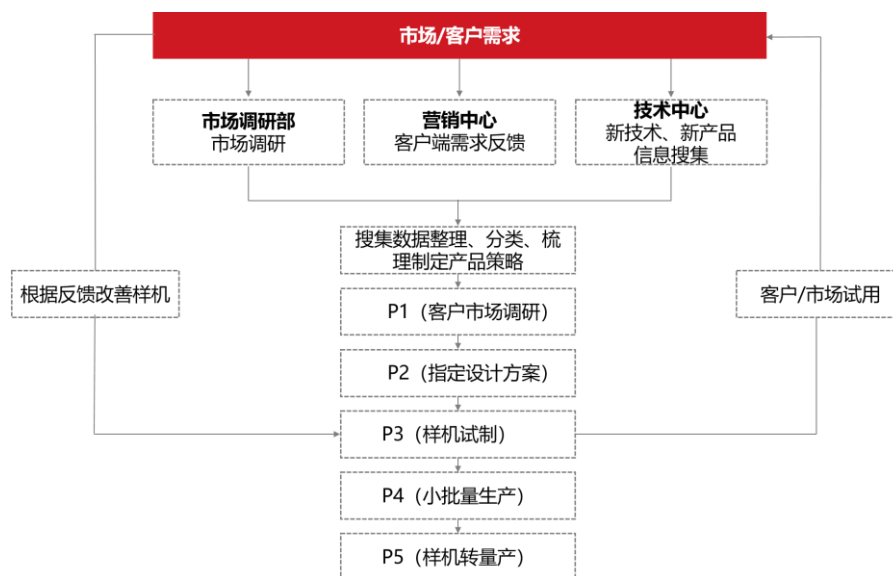 市场/客户需求
市场调研部
市场调研
营销中心
客户端需求反馈
技术中心
新技术、新产品
信息搜集
搜集数据整理、分类、梳
理制定产品策略
根据反馈改善样机
客户/市场试用
P1（客户市场调研）
P2（指定设计方案）
P3（样机试制）
P4（小批量生产）
P5（样机转量产）